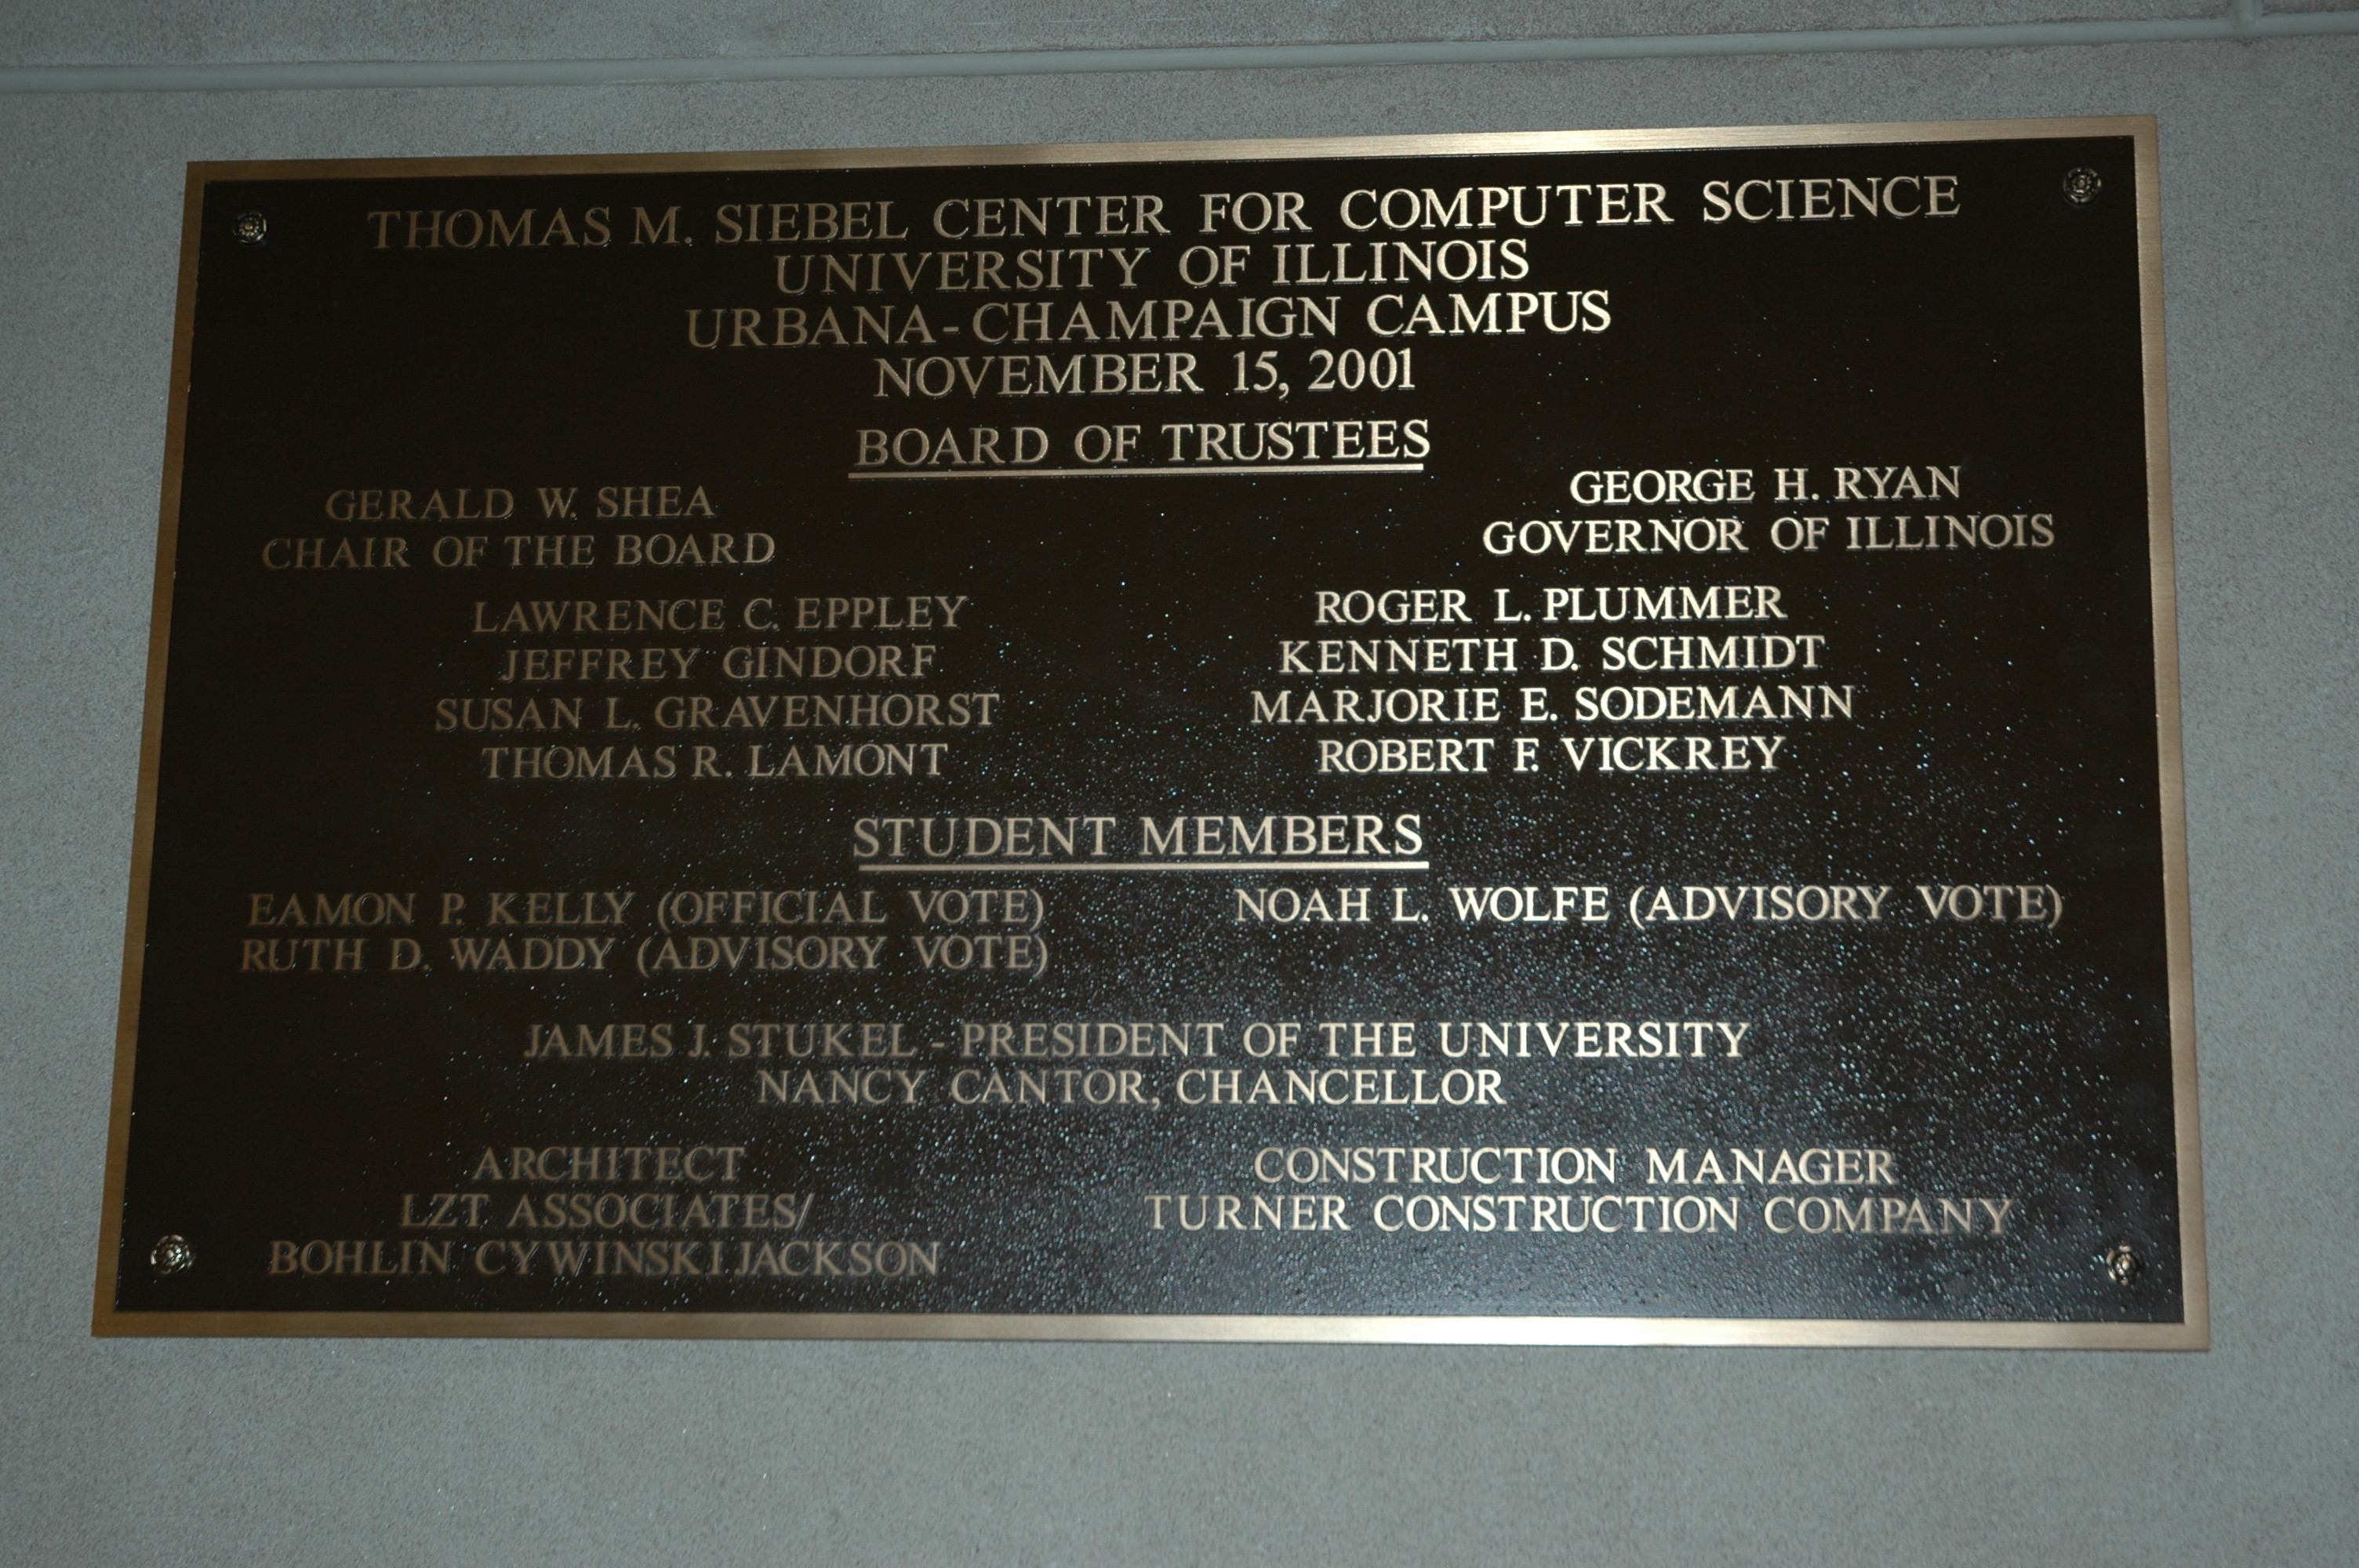 THOMAS M. SIEBEL CENTER FOR COMPUTER SCIENCE
UNIVERSITY OF ILLINOIS
URBANA-CHAMPAIGN CAMPUS
NOVEMBER 15, 2001
BOARD OF TRUSTEES
GERALD W. SHEA
CHAIR OF THE BOARD
GEORGE H. RYAN
GOVERNOR OF ILLINOIS
LAWRENCE C. EPPLEY
JEFFREY GINDORF
SUSAN L. GRAVENHORST
THOMAS R. LAMONT
ROGER L. PLUMMER
KENNETH D. SCHMIDT
MARJORIE E. SODEMANN
ROBERT F. VICKREY
STUDENT MEMBERS
EAMON P. KELLY (OFFICIAL VOTE)
RUTH D. WADDY (ADVISORY VOTE)
NOAH L. WOLFE (ADVISORY VOTE)
JAMES J. STUKEL - PRESIDENT OF THE UNIVERSITY
NANCY CANTOR, CHANCELLOR
ARCHITECT
LZT ASSOCIATES/
BOHLIN CYWINSKI JACKSON
CONSTRUCTION MANAGER
TURNER CONSTRUCTION COMPANY